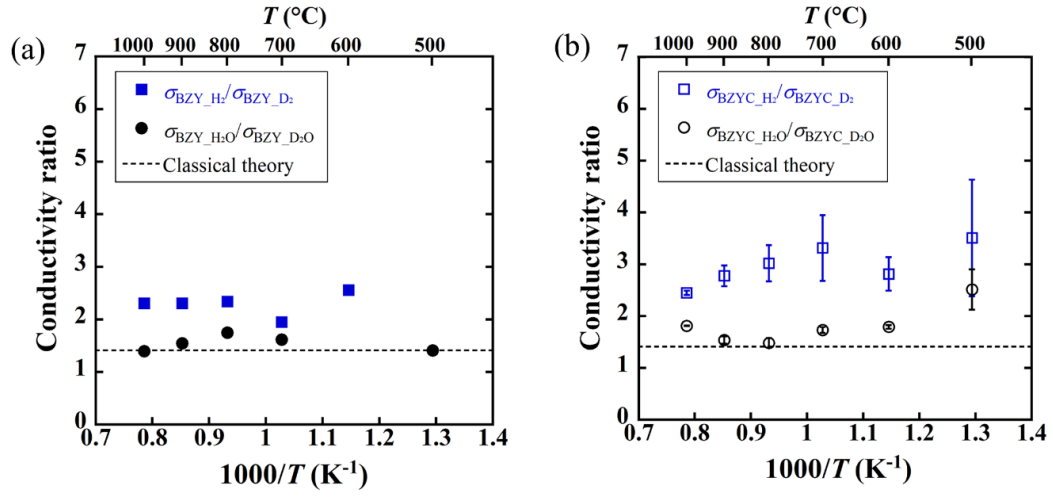 (a)
T (°C)
1000 900 800 700 600 500
7
6
5
4
3
2
1
0
Conductivity ratio
σBZY_H₂/σBZY_D₂
σBZY_H₂O/σBZY_D₂O
Classical theory
0.7 0.8 0.9 1 1.1 1.2 1.3 1.4
1000/T (K⁻¹)
(b)
T (°C)
1000 900 800 700 600 500
7
6
5
4
3
2
1
0
Conductivity ratio
σBZYC_H₂/σBZYC_D₂
σBZYC_H₂O/σBZYC_D₂O
Classical theory
0.7 0.8 0.9 1 1.1 1.2 1.3 1.4
1000/T (K⁻¹)